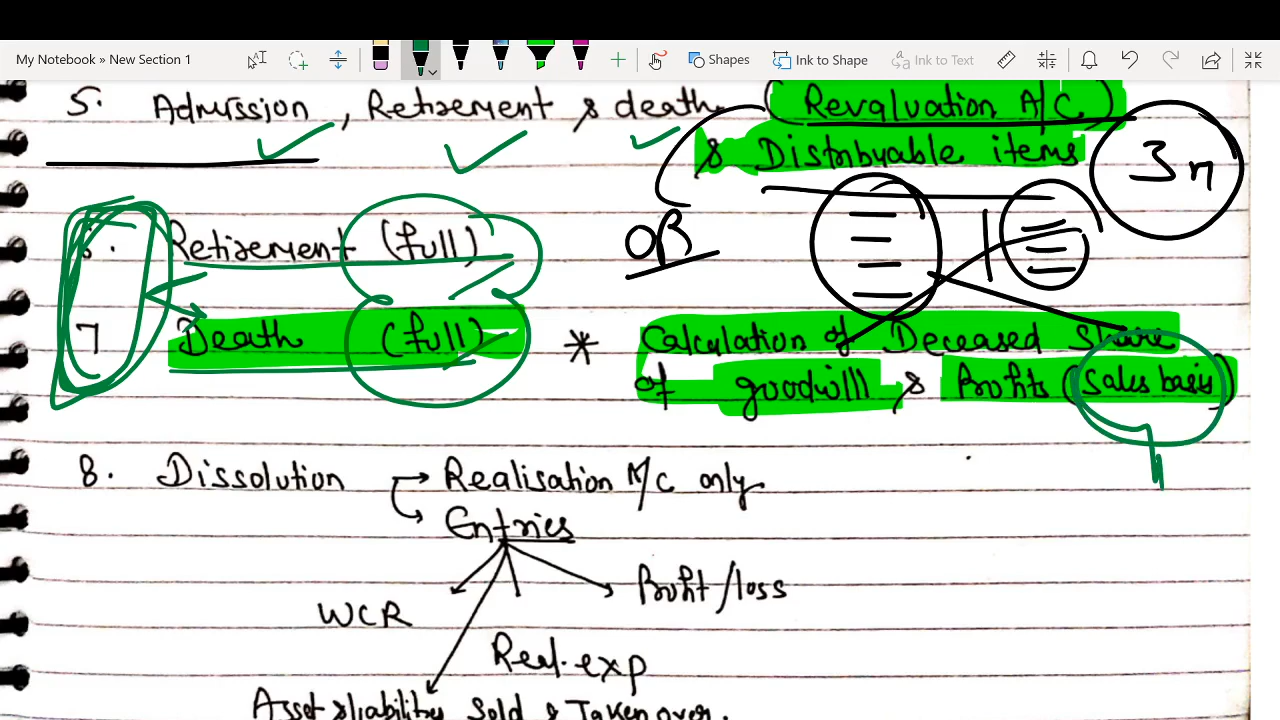 My Notebook » New Section 1
Shapes Ink to Shape Ink to Text
5. Admission, Retirement & death (Revaluation A/C)
& Distributable items 3m
6. Retirement (full) OR
7 Death (full) * Calculation of Deceased Share
of goodwill & Profits (Sales basis)
8. Dissolution → Realisation A/C only
→ Entries
WCR Profit/loss
Real. exp
Asset & liability Sold & Taken over.